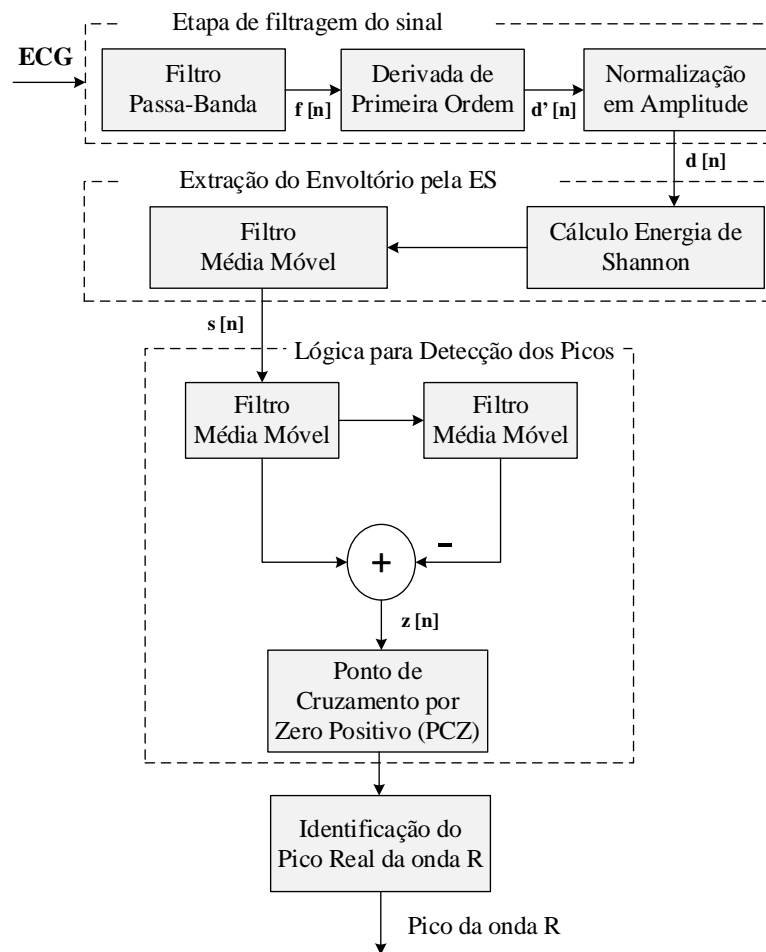 Etapa de filtragem do sinal
ECG
Filtro
Passa-Banda
f [n]
Derivada de
Primeira Ordem
d’ [n]
Normalização
em Amplitude
d [n]
Extração do Envoltório pela ES
Filtro
Média Móvel
Cálculo Energia de
Shannon
s [n]
Lógica para Detecção dos Picos
Filtro
Média Móvel
Filtro
Média Móvel
+
−
z [n]
Ponto de
Cruzamento por
Zero Positivo (PCZ)
Identificação do
Pico Real da onda R
Pico da onda R